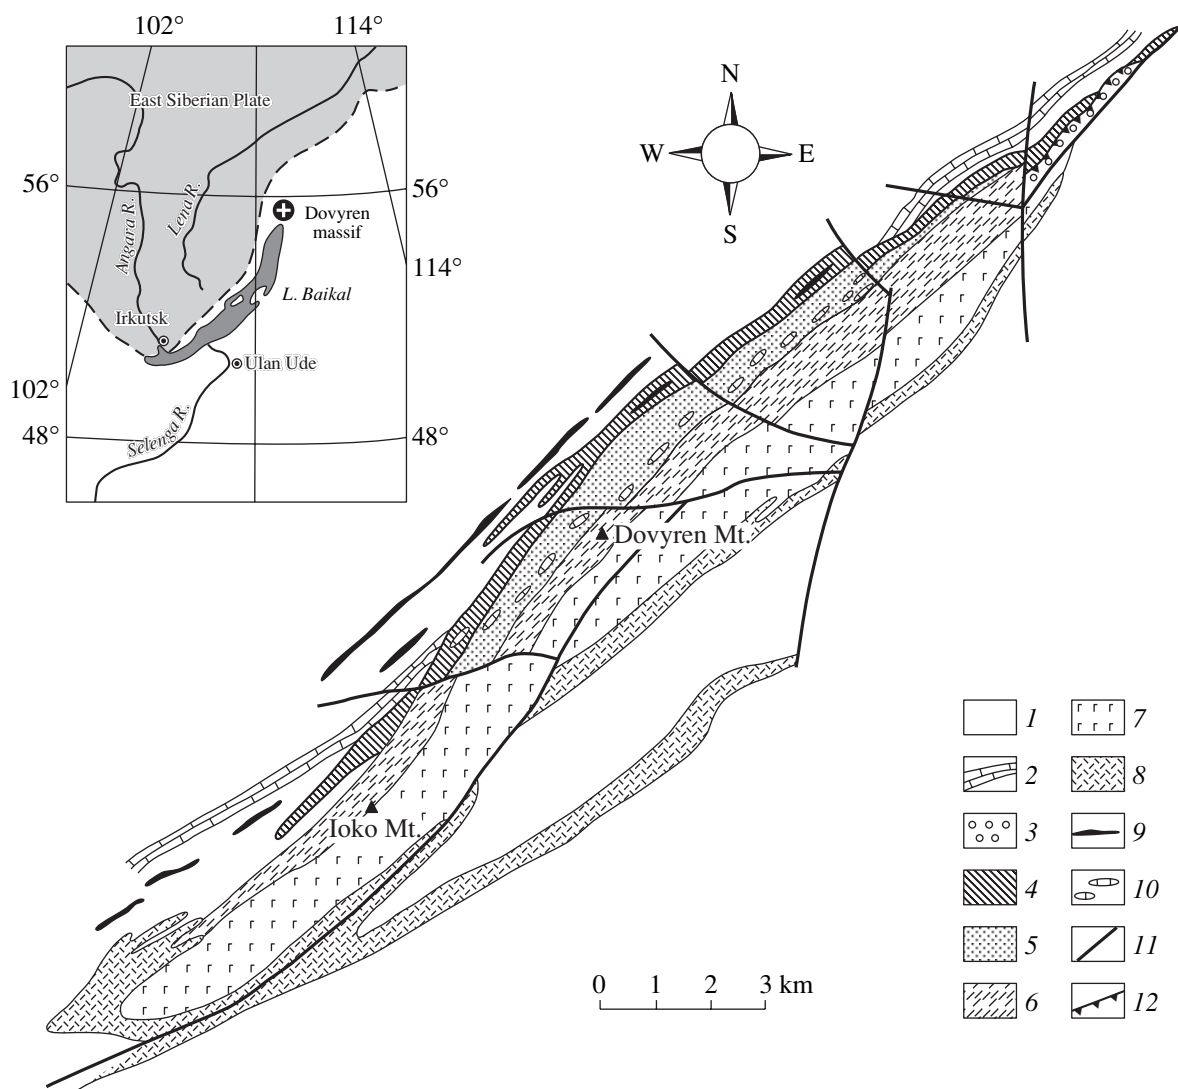 102°
114°
East Siberian Plate
56°
56°
Angara R.
Lena R.
Dovyren
massif
114°
L. Baikal
Irkutsk
Ulan Ude
102°
48°
48°
Selenga R.
N
W
E
S
Dovyren Mt.
Ioko Mt.
0 1 2 3 km
1
2
3
4
5
6
7
8
9
10
11
12